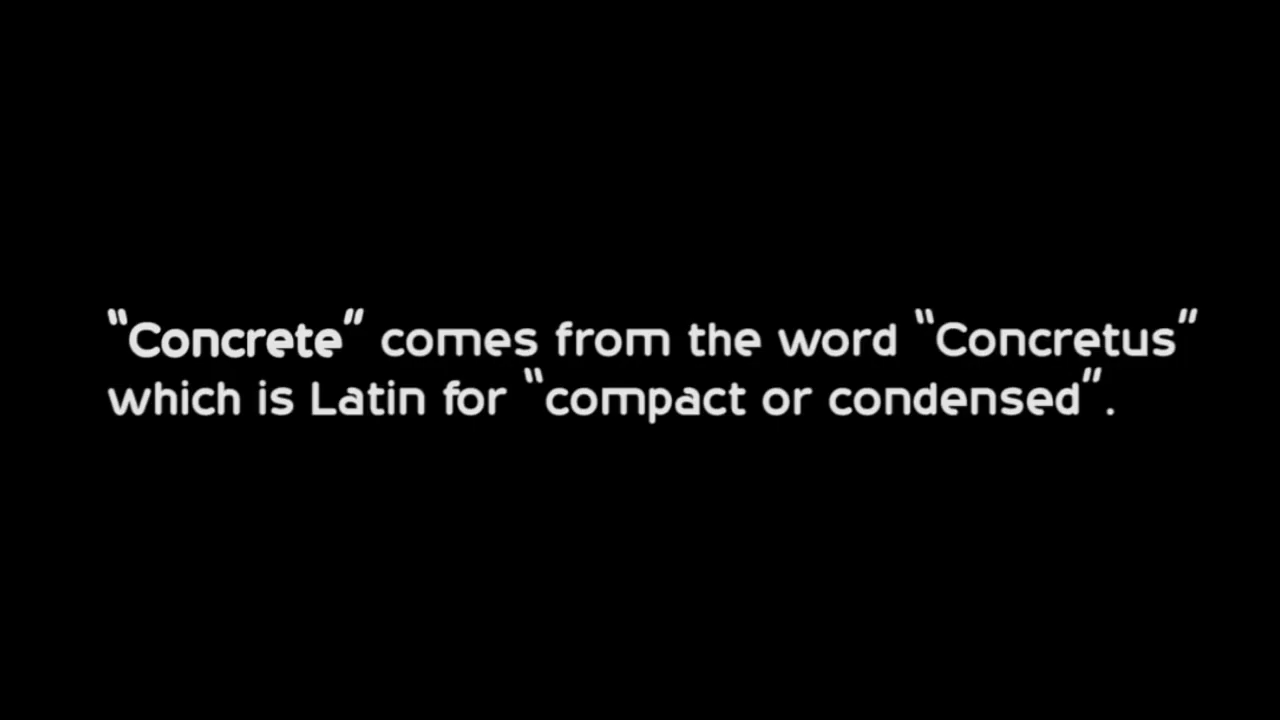 “Concrete” comes from the word “Concretus”
which is Latin for “compact or condensed”.